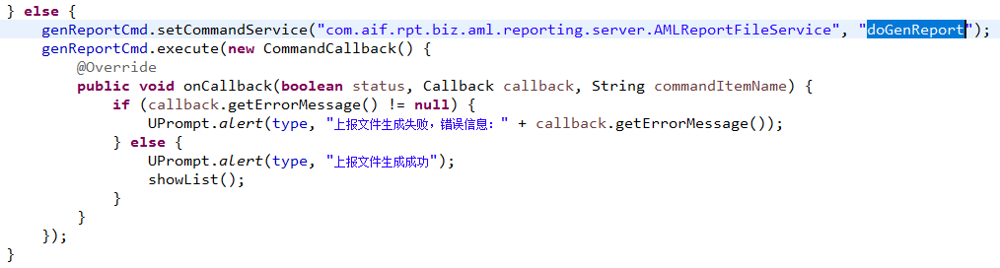 } else {
genReportCmd.setCommandService("com.aif.rpt.biz.aml.reporting.server.AMLReportFileService", "doGenReport");
genReportCmd.execute(new CommandCallback() {
@Override
public void onCallback(boolean status, Callback callback, String commandItemName) {
if (callback.getErrorMessage() != null) {
UPrompt.alert(type, "上报文件生成失败，错误信息：" + callback.getErrorMessage());
} else {
UPrompt.alert(type, "上报文件生成成功");
showList();
}
}
});
}